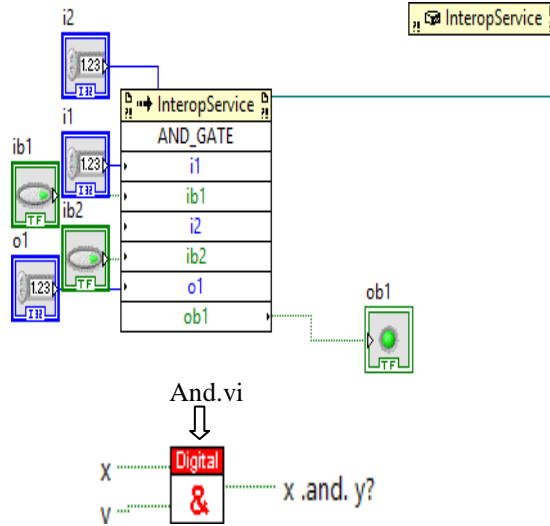 i2
InteropService
1.23
I32
InteropService
AND_GATE
i1
1.23
I32
i1
ib1
TF
ib1
ib2
TF
i2
ib2
o1
1.23
I32
o1
ob1
ob1
TF
And.vi
Digital
&
x
y
x .and. y?